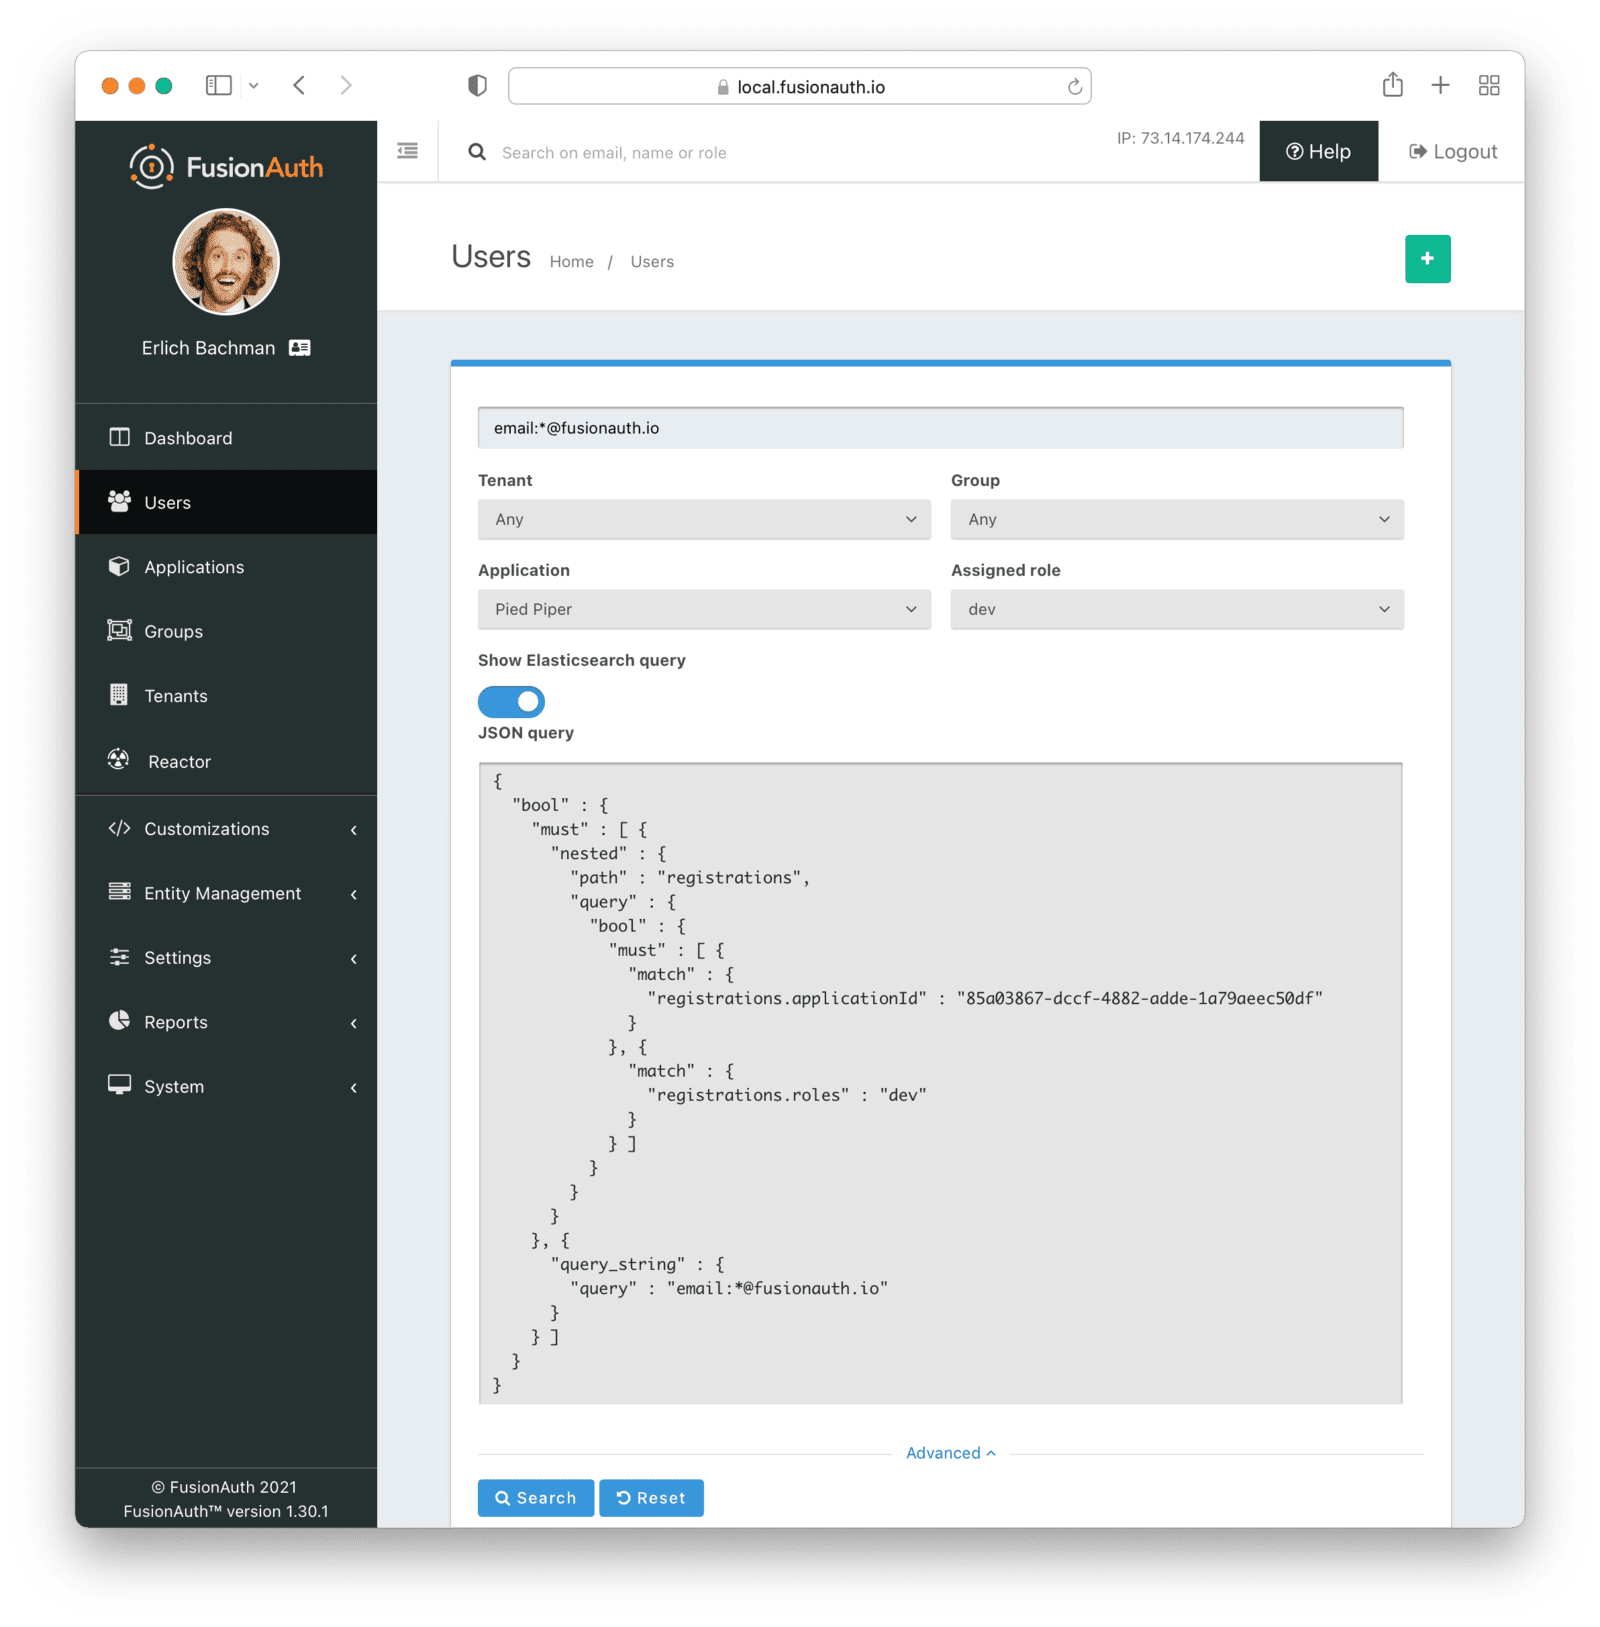 local.fusionauth.io
FusionAuth
Search on email, name or role
IP: 73.14.174.244
Help
Logout
Erlich Bachman
Dashboard
Users
Applications
Groups
Tenants
Reactor
Customizations
Entity Management
Settings
Reports
System
© FusionAuth 2021
FusionAuth™ version 1.30.1
Users Home / Users
+
email:*@fusionauth.io
Tenant Group
Any Any
Application Assigned role
Pied Piper dev
Show Elasticsearch query
JSON query
{
"bool" : {
"must" : [ {
"nested" : {
"path" : "registrations",
"query" : {
"bool" : {
"must" : [ {
"match" : {
"registrations.applicationId" : "85a03867-dccf-4882-adde-1a79aeec50df"
}
}, {
"match" : {
"registrations.roles" : "dev"
}
} ]
}
}
}
}, {
"query_string" : {
"query" : "email:*@fusionauth.io"
}
} ]
}
}
Advanced
Search Reset